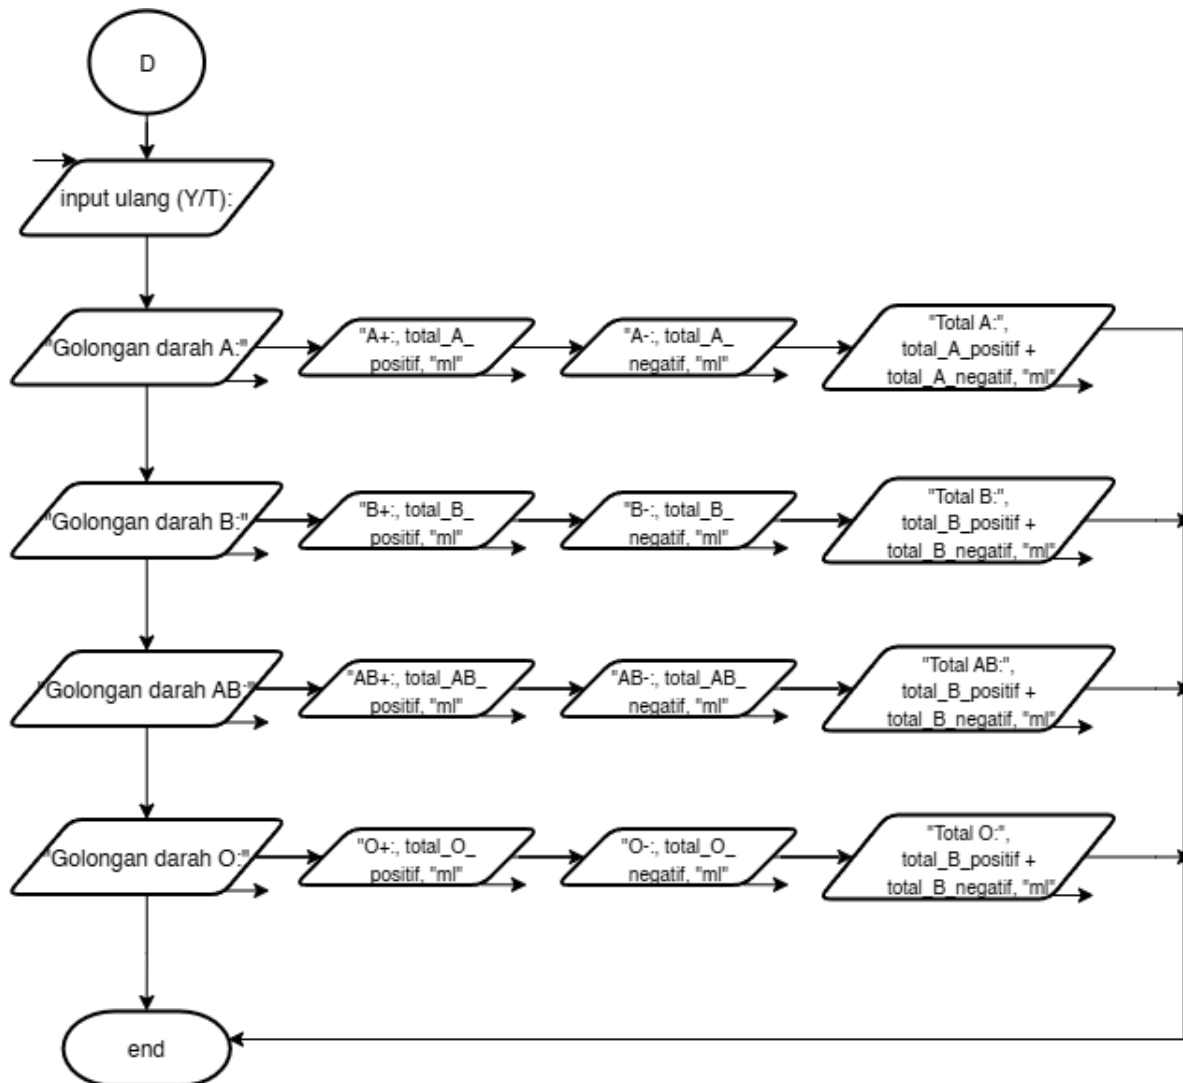 D
input ulang (Y/T):
"Golongan darah A:"
"A+:, total_A_
positif, "ml"
"A-:, total_A_
negatif, "ml"
"Total A:",
total_A_positif +
total_A_negatif, "ml"
"Golongan darah B:"
"B+:, total_B_
positif, "ml"
"B-:, total_B_
negatif, "ml"
"Total B:",
total_B_positif +
total_B_negatif, "ml"
"Golongan darah AB:"
"AB+:, total_AB_
positif, "ml"
"AB-:, total_AB_
negatif, "ml"
"Total AB:",
total_B_positif +
total_B_negatif, "ml"
"Golongan darah O:"
"O+:, total_O_
positif, "ml"
"O-:, total_O_
negatif, "ml"
"Total O:",
total_B_positif +
total_B_negatif, "ml"
end